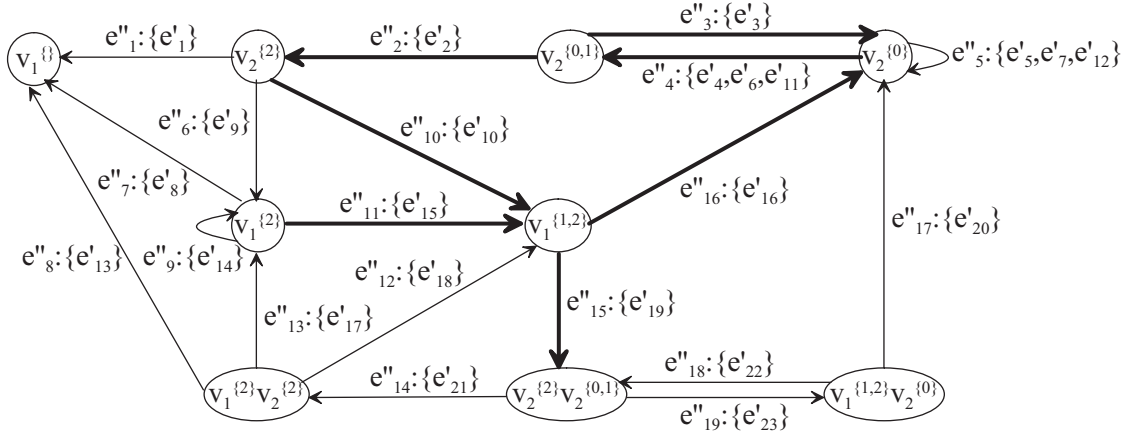 e''₃:{e'₃}
e''₁:{e'₁}
e''₂:{e'₂}
v₁^{} v₂^{2} v₂^{0,1} v₂^{0}
e''₅:{e'₅,e'₇,e'₁₂}
e''₄:{e'₄,e'₆,e'₁₁}
e''₆:{e'₉}
e''₁₀:{e'₁₀}
e''₇:{e'₈}
e''₁₆:{e'₁₆}
e''₁₁:{e'₁₅}
v₁^{2} v₁^{1,2}
e''₁₇:{e'₂₀}
e''₈:{e'₁₃}
e''₉:{e'₁₄}
e''₁₂:{e'₁₈}
e''₁₅:{e'₁₉}
e''₁₃:{e'₁₇}
e''₁₈:{e'₂₂}
e''₁₄:{e'₂₁}
v₁^{2}v₂^{2} v₂^{2}v₂^{0,1} v₁^{1,2}v₂^{0}
e''₁₉:{e'₂₃}